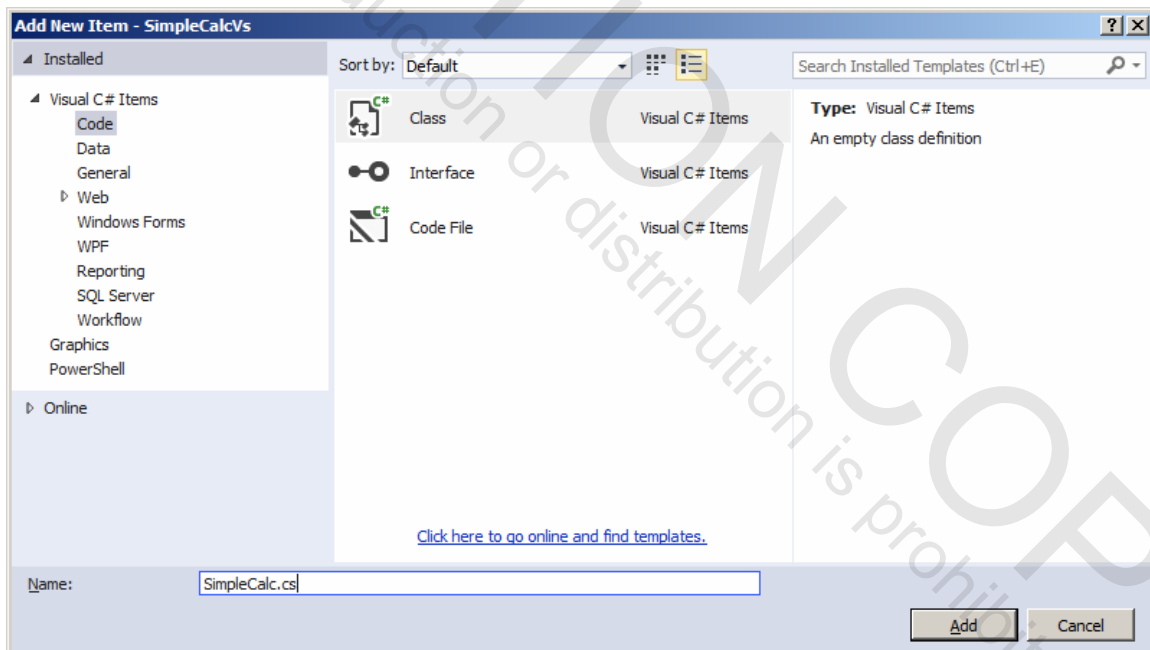 Add New Item - SimpleCalcVs
Installed
Sort by: Default
Search Installed Templates (Ctrl+E)
Visual C# Items
Code
Data
General
Web
Windows Forms
WPF
Reporting
SQL Server
Workflow
Graphics
PowerShell
Online
C# Class Visual C# Items
Interface Visual C# Items
C# Code File Visual C# Items
Click here to go online and find templates.
Type: Visual C# Items
An empty class definition
Name: SimpleCalc.cs
Add Cancel
or distribution is